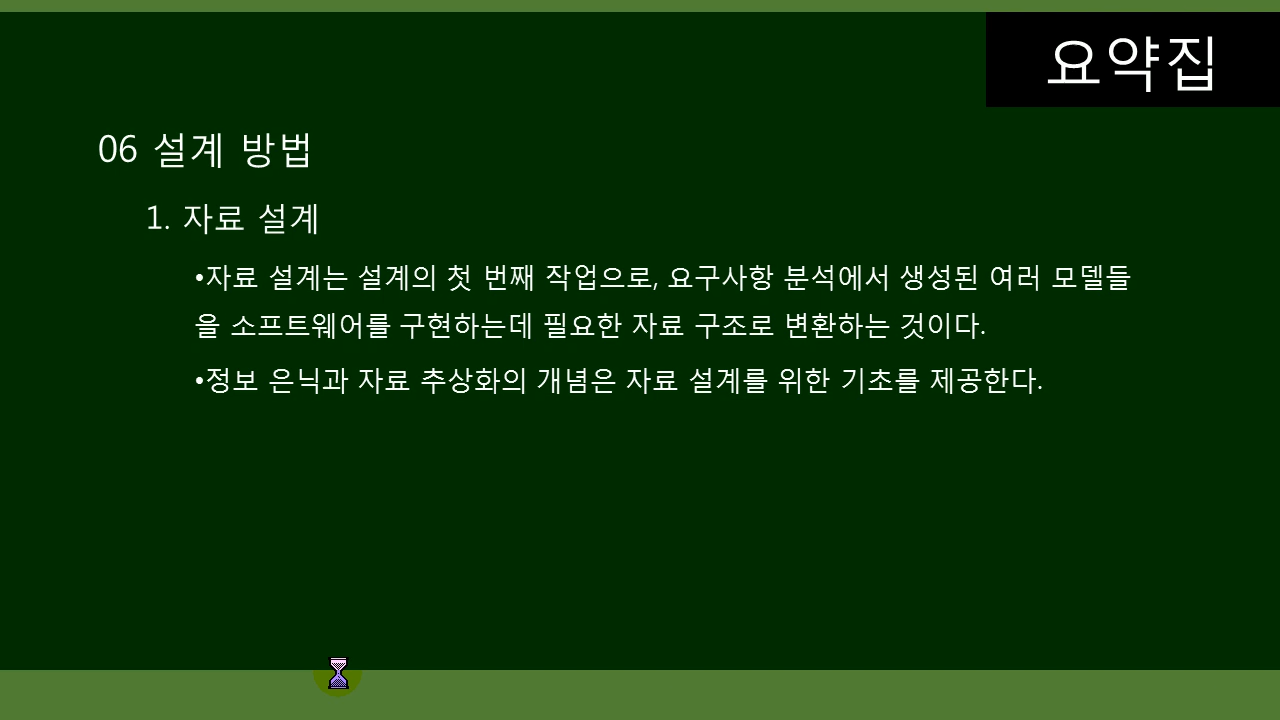 요약집
06 설계 방법
1. 자료 설계
•자료 설계는 설계의 첫 번째 작업으로, 요구사항 분석에서 생성된 여러 모델들
을 소프트웨어를 구현하는데 필요한 자료 구조로 변환하는 것이다.
•정보 은닉과 자료 추상화의 개념은 자료 설계를 위한 기초를 제공한다.